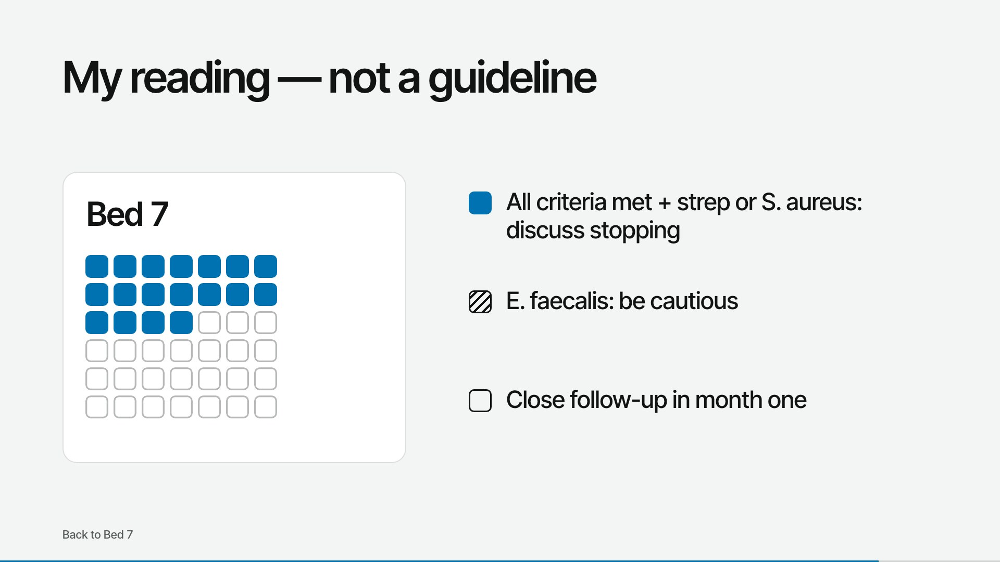 My reading — not a guideline
Bed 7
All criteria met + strep or S. aureus:
discuss stopping
E. faecalis: be cautious
Close follow-up in month one
Back to Bed 7